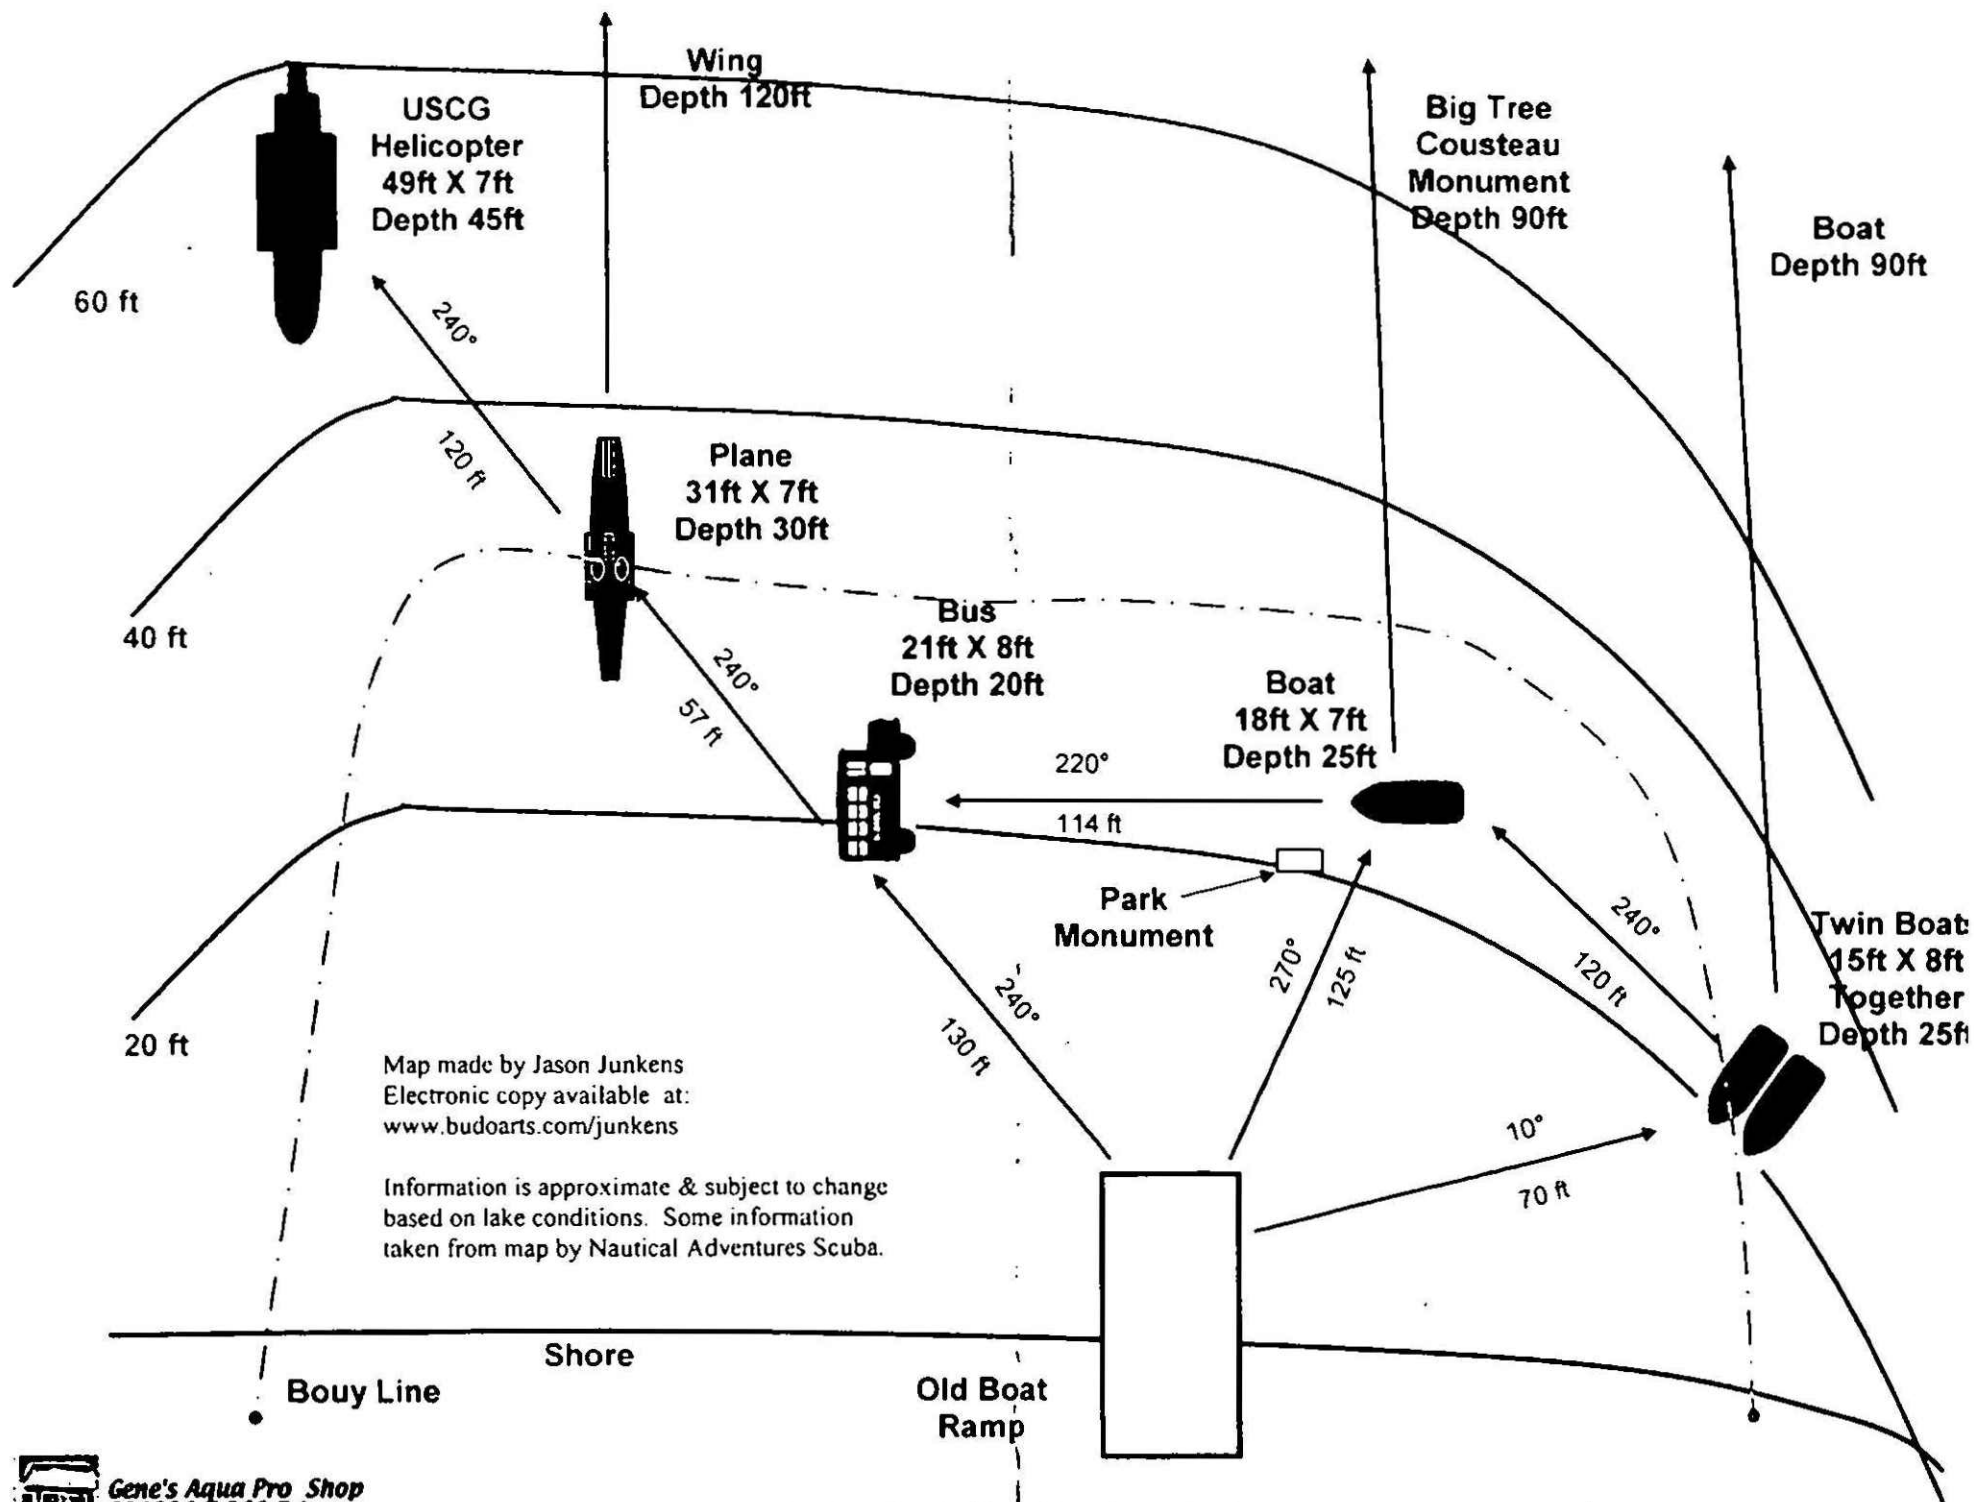 Wing
Depth 120ft
USCG
Helicopter
49ft X 7ft
Depth 45ft
Big Tree
Cousteau
Monument
Depth 90ft
Boat
Depth 90ft
60 ft
240°
120 ft
Plane
31ft X 7ft
Depth 30ft
40 ft
Bus
21ft X 8ft
Depth 20ft
240°
57 ft
Boat
18ft X 7ft
Depth 25ft
220°
114 ft
Park
Monument
240°
120 ft
Twin Boat
15ft X 8ft
Together
Depth 25ft
270°
125 ft
240°
130 ft
20 ft
Map made by Jason Junkens
Electronic copy available at:
www.budoarts.com/junkens
10°
70 ft
Information is approximate & subject to change
based on lake conditions. Some information
taken from map by Nautical Adventures Scuba.
Shore
Bouy Line
Old Boat
Ramp
Gene's Aqua Pro Shop